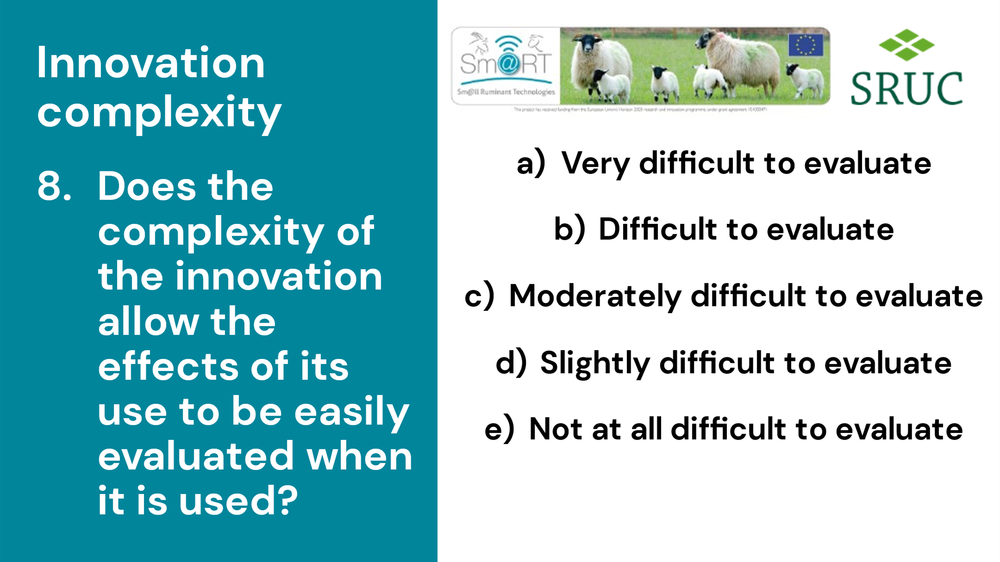 Innovation
complexity
8. Does the
complexity of
the innovation
allow the
effects of its
use to be easily
evaluated when
it is used?
Sm@RT
Sm@ll Ruminant Technologies
This project has received funding from the European Union's Horizon 2020 research and innovation programme under grant agreement
SRUC
a) Very difficult to evaluate
b) Difficult to evaluate
c) Moderately difficult to evaluate
d) Slightly difficult to evaluate
e) Not at all difficult to evaluate